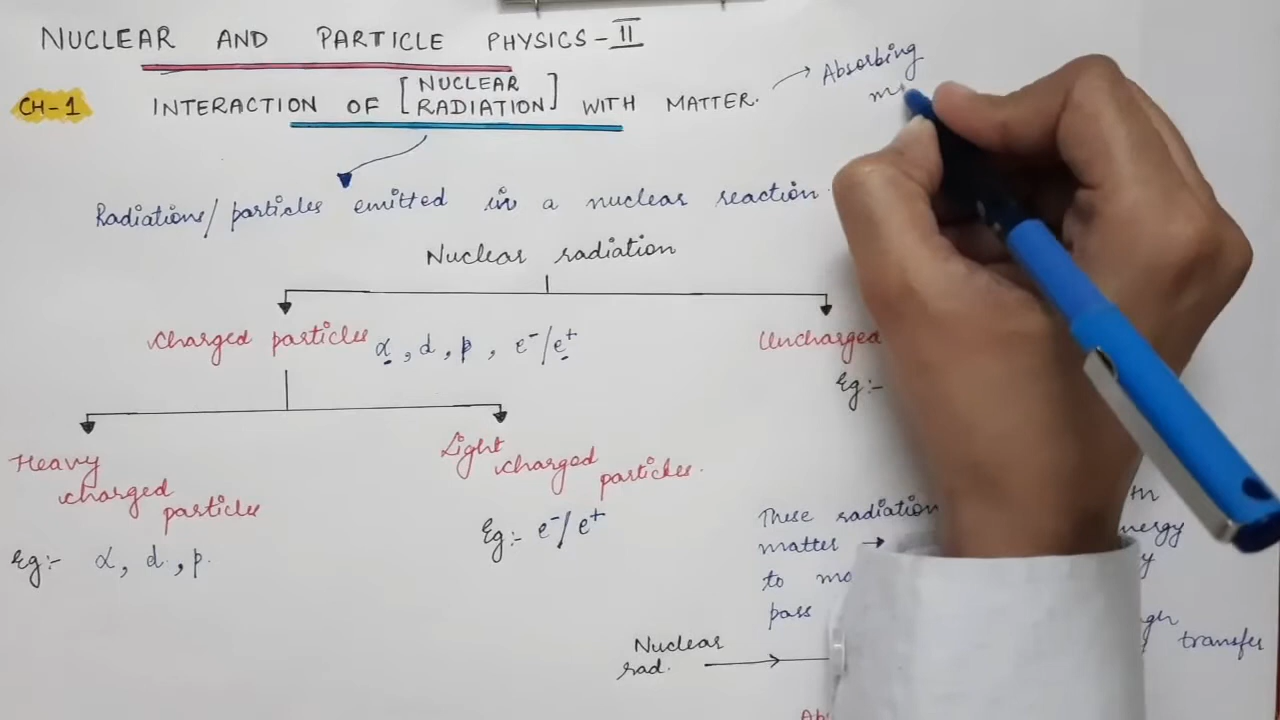 NUCLEAR AND PARTICLE PHYSICS-II
CH-1 INTERACTION OF [NUCLEAR RADIATION] WITH MATTER. → Absorbing
Radiations/particles emitted in a nuclear reaction.
Nuclear radiation
Charged particles α, d, p, e⁻/e⁺
Uncharged
Eg:-
Heavy charged particles
Light charged particles.
Eg:- α, d, p.
Eg:- e⁻/e⁺
These radiation
matter →
to
pass
transfer
Nuclear
rad.